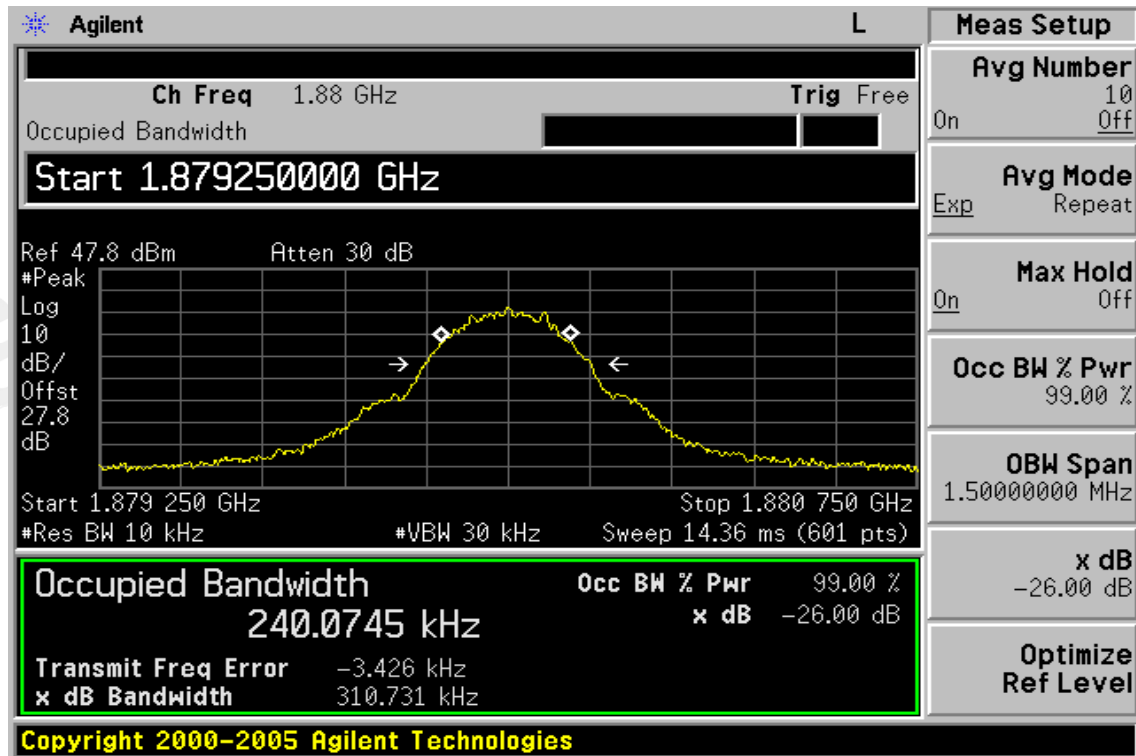 Agilent L
Ch Freq 1.88 GHz Trig Free
Occupied Bandwidth
Start 1.879250000 GHz
Ref 47.8 dBm Atten 30 dB
#Peak
Log
10
dB/
Offst
27.8
dB
Start 1.879 250 GHz Stop 1.880 750 GHz
#Res BW 10 kHz #VBW 30 kHz Sweep 14.36 ms (601 pts)
Occupied Bandwidth Occ BW % Pwr 99.00 %
240.0745 kHz x dB -26.00 dB
Transmit Freq Error -3.426 kHz
x dB Bandwidth 310.731 kHz
Copyright 2000-2005 Agilent Technologies
Meas Setup
Avg Number
10
On Off
Avg Mode
Exp Repeat
Max Hold
On Off
Occ BW % Pwr
99.00 %
OBW Span
1.50000000 MHz
x dB
-26.00 dB
Optimize
Ref Level